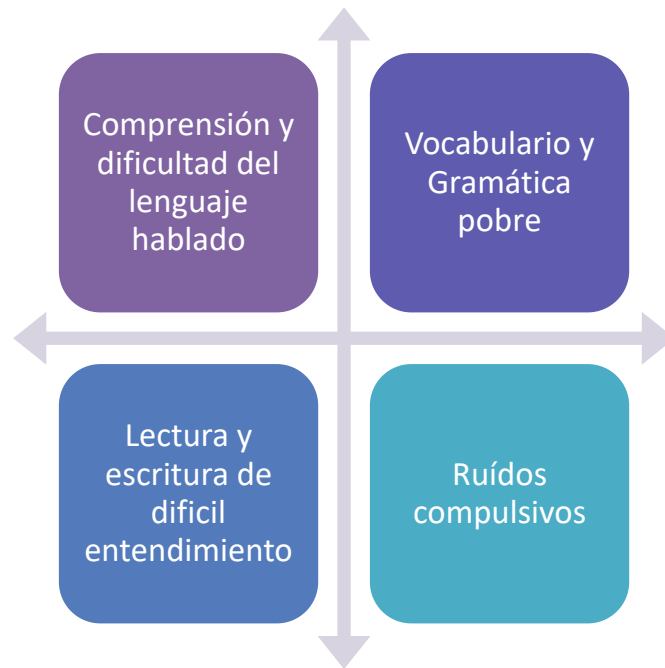 Comprensión y
dificultad del
lenguaje
hablado
Vocabulario y
Gramática
pobre
Lectura y
escritura de
dificil
entendimiento
Ruídos
compulsivos